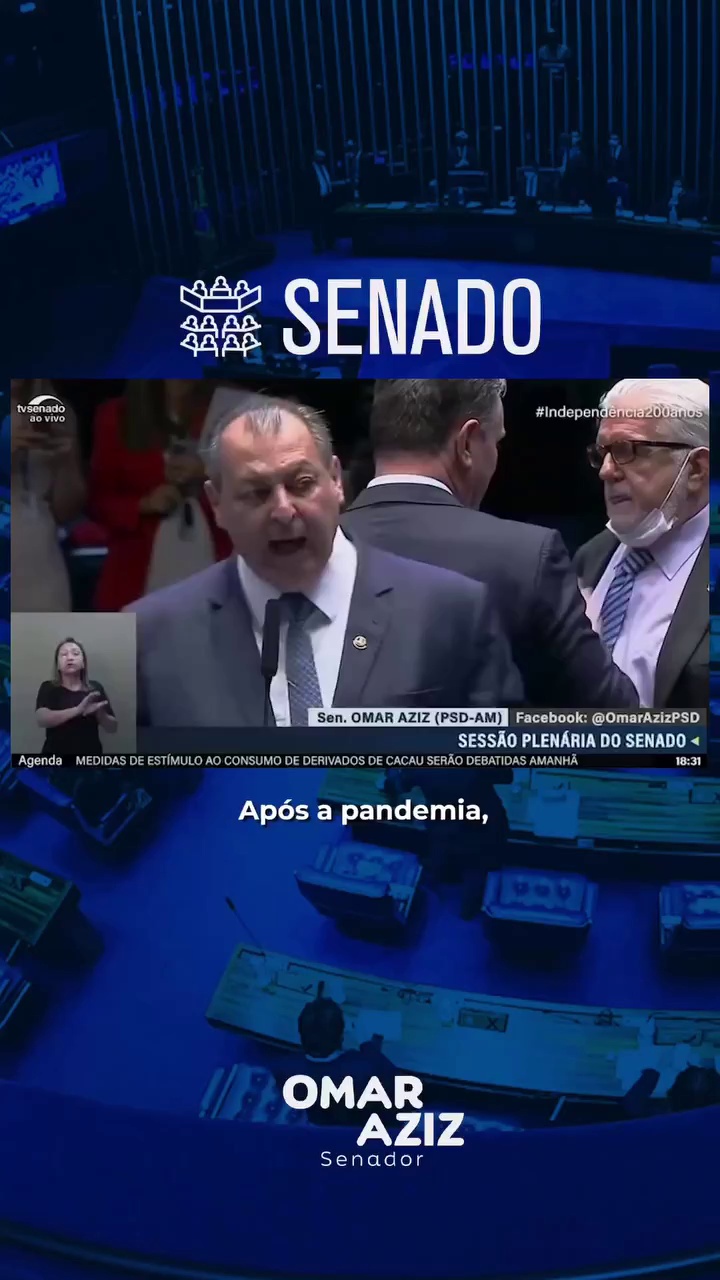 SENADO
tvsenado
ao vivo
#Independência200anos
Sen. OMAR AZIZ (PSD-AM)
Facebook: @OmarAzizPSD
SESSÃO PLENÁRIA DO SENADO
Agenda MEDIDAS DE ESTÍMULO AO CONSUMO DE DERIVADOS DE CACAU SERÃO DEBATIDAS AMANHÃ 18:31
Após a pandemia,
OMAR
AZIZ
Senador